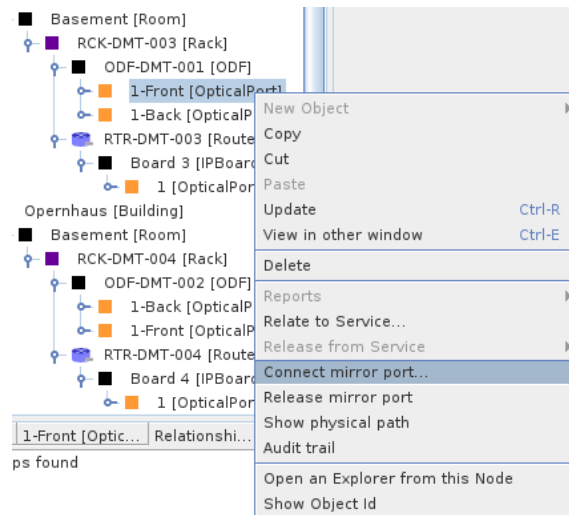 Basement [Room]
RCK-DMT-003 [Rack]
ODF-DMT-001 [ODF]
1-Front [OpticalPort]
1-Back [OpticalP
RTR-DMT-003 [Route
Board 3 [IPBoard
1 [OpticalPor
Opernhaus [Building]
Basement [Room]
RCK-DMT-004 [Rack]
ODF-DMT-002 [ODF]
1-Back [OpticalP
1-Front [OpticalP
RTR-DMT-004 [Route
Board 4 [IPBoard
1 [OpticalPor
1-Front [Optic... Relationshi...
ps found
New Object
Copy
Cut
Paste
Update Ctrl-R
View in other window Ctrl-E
Delete
Reports
Relate to Service...
Release from Service
Connect mirror port...
Release mirror port
Show physical path
Audit trail
Open an Explorer from this Node
Show Object Id